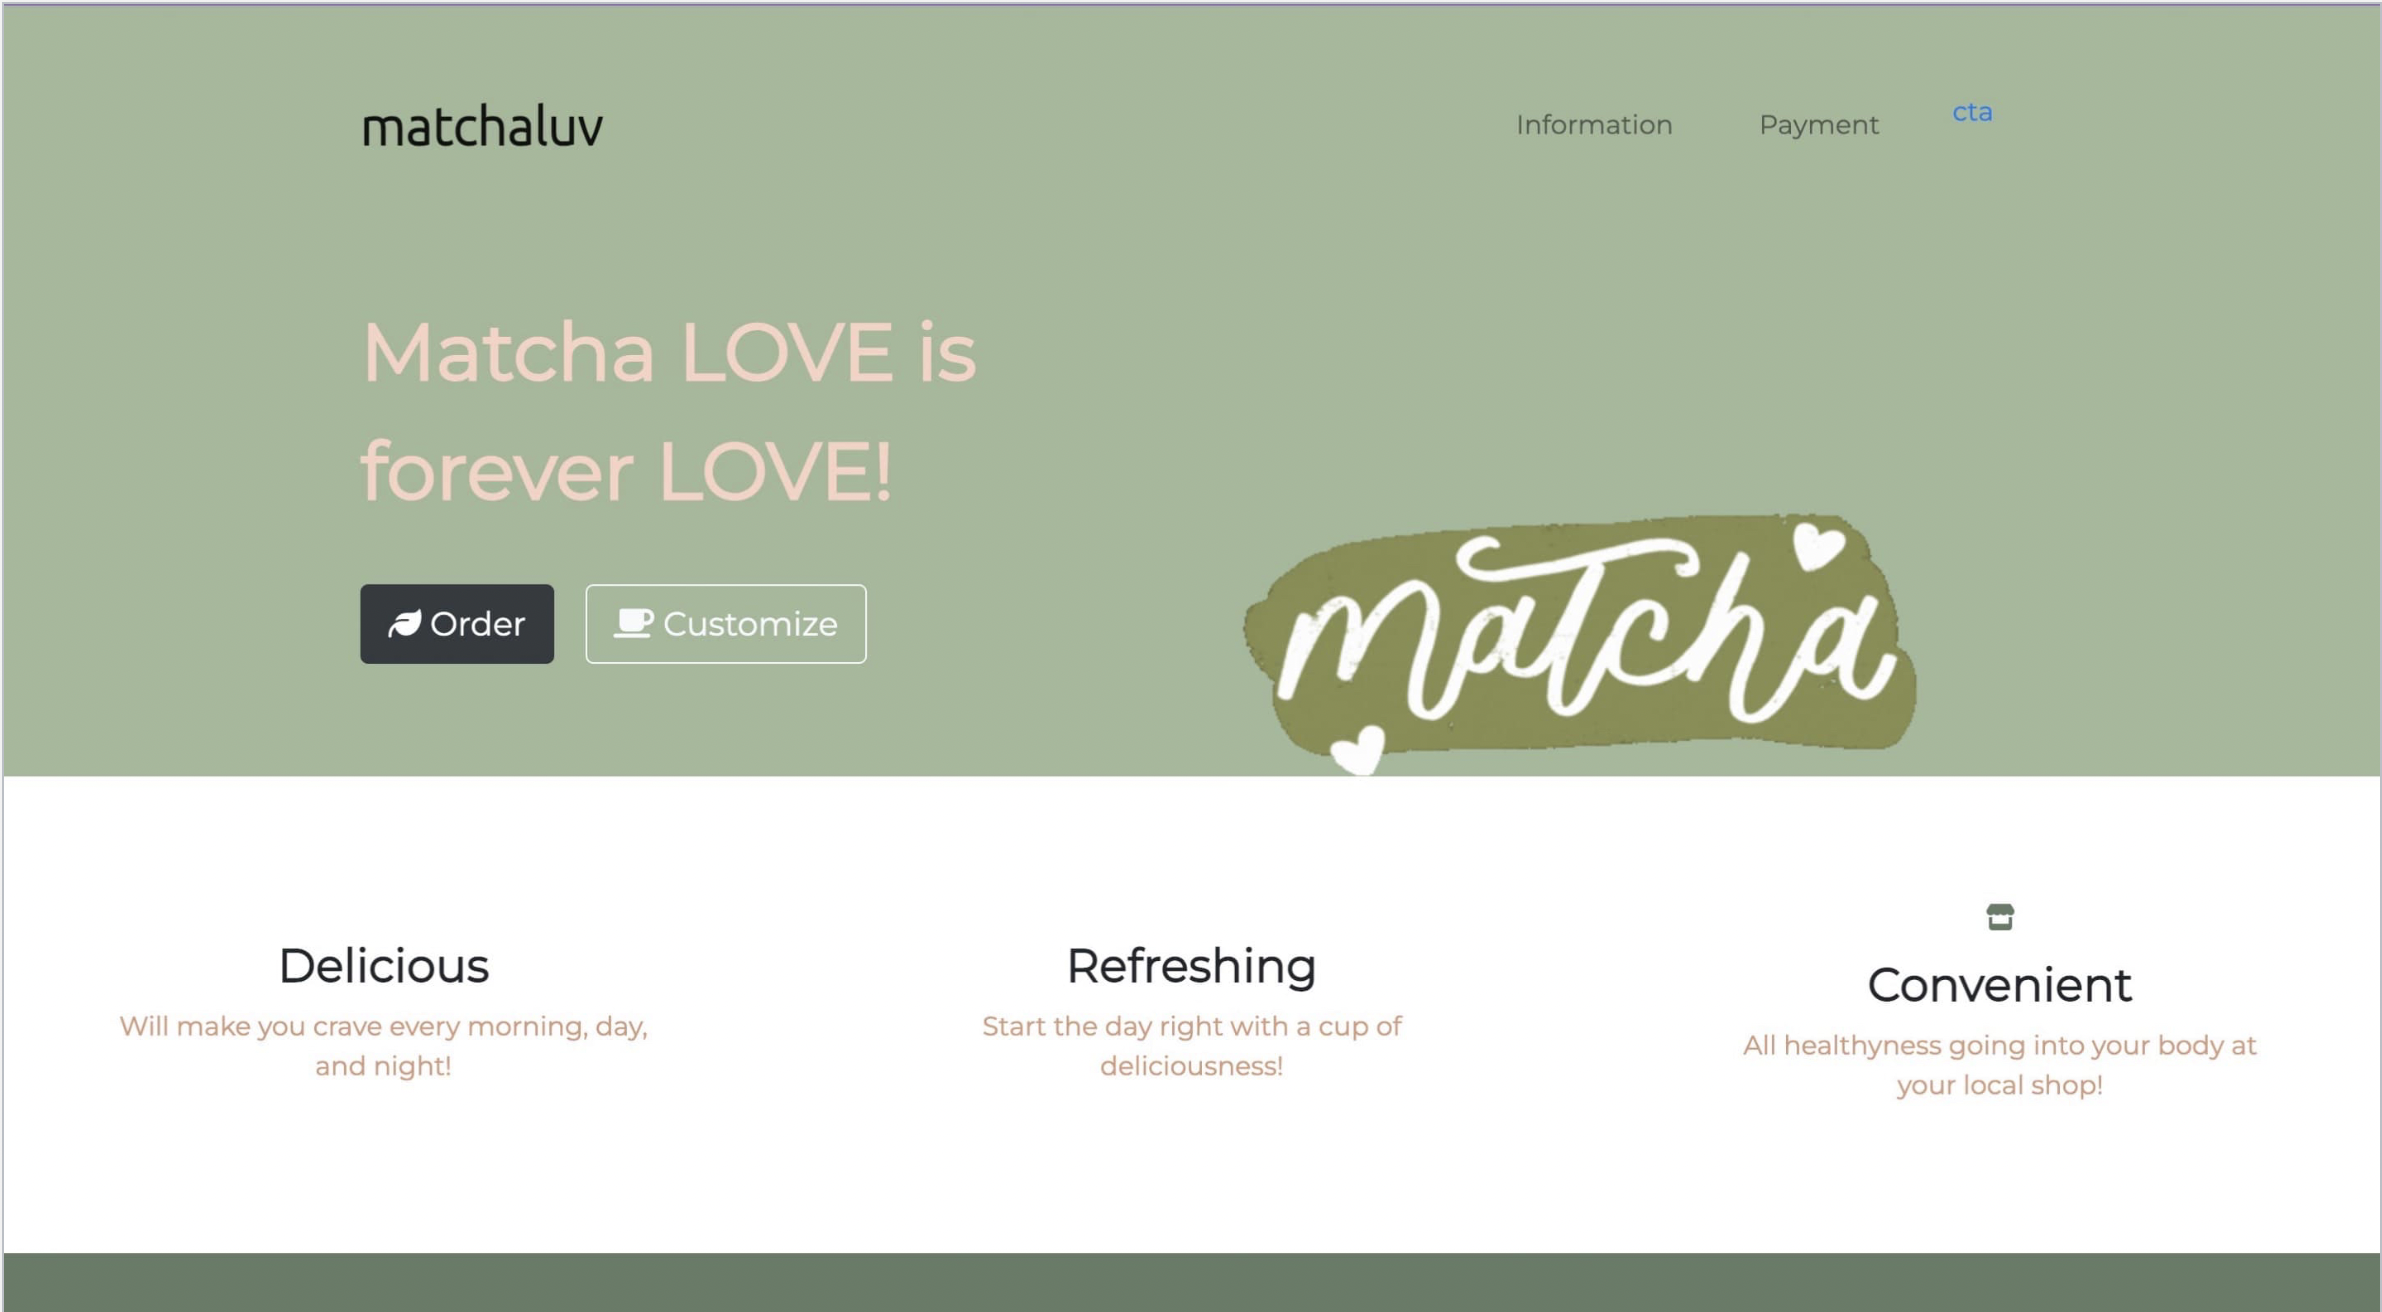 matchaluv
Information
Payment
cta
Matcha LOVE is
forever LOVE!
Order
Customize
matcha
Delicious
Will make you crave every morning, day,
and night!
Refreshing
Start the day right with a cup of
deliciousness!
Convenient
All healthyness going into your body at
your local shop!